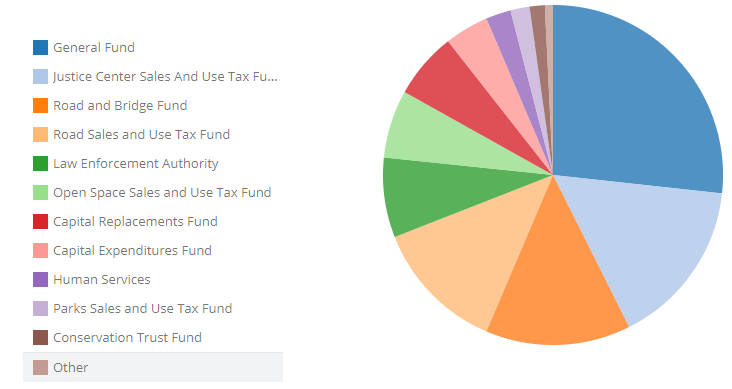 General Fund
Justice Center Sales And Use Tax Fu...
Road and Bridge Fund
Road Sales and Use Tax Fund
Law Enforcement Authority
Open Space Sales and Use Tax Fund
Capital Replacements Fund
Capital Expenditures Fund
Human Services
Parks Sales and Use Tax Fund
Conservation Trust Fund
Other